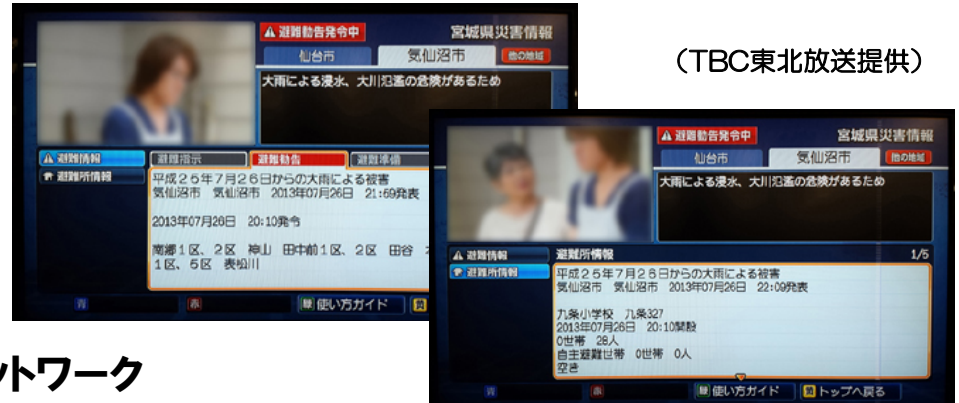 避難勧告発令中
宮城県災害情報
仙台市
気仙沼市
他の地域
大雨による浸水、大川氾濫の危険があるため
避難情報
避難所情報
避難指示
避難勧告
避難準備
平成25年7月26日からの大雨による被害
気仙沼市 気仙沼市 2013年07月26日 21:69発表
2013年07月26日 20:10発令
南郷1区、2区 神山 田中前1区、2区 田谷
1区、5区 表松川
青
赤
緑 使い方ガイド
黄
（TBC東北放送提供）
避難勧告発令中
宮城県災害情報
仙台市
気仙沼市
他の地域
大雨による浸水、大川氾濫の危険があるため
避難情報
避難所情報
避難所情報
1/5
平成25年7月26日からの大雨による被害
気仙沼市 気仙沼市 2013年07月26日 22:09発表
九条小学校 九条327
2013年07月26日 20:10開設
0世帯 28人
自主避難世帯 0世帯 0人
空き
青
赤
緑 使い方ガイド
黄 トップへ戻る
ットワーク